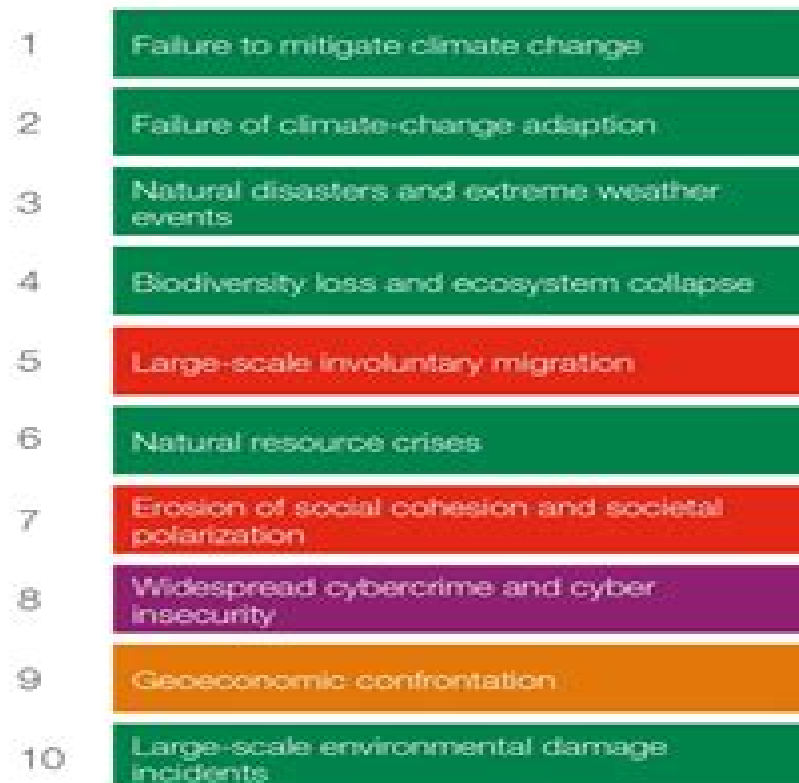 1 Failure to mitigate climate change
2 Failure of climate-change adaption
3 Natural disasters and extreme weather
events
4 Biodiversity loss and ecosystem collapse
5 Large-scale involuntary migration
6 Natural resource crises
7 Erosion of social cohesion and societal
polarization
8 Widespread cybercrime and cyber
insecurity
9 Geoeconomic confrontation
10 Large-scale environmental damage
incidents